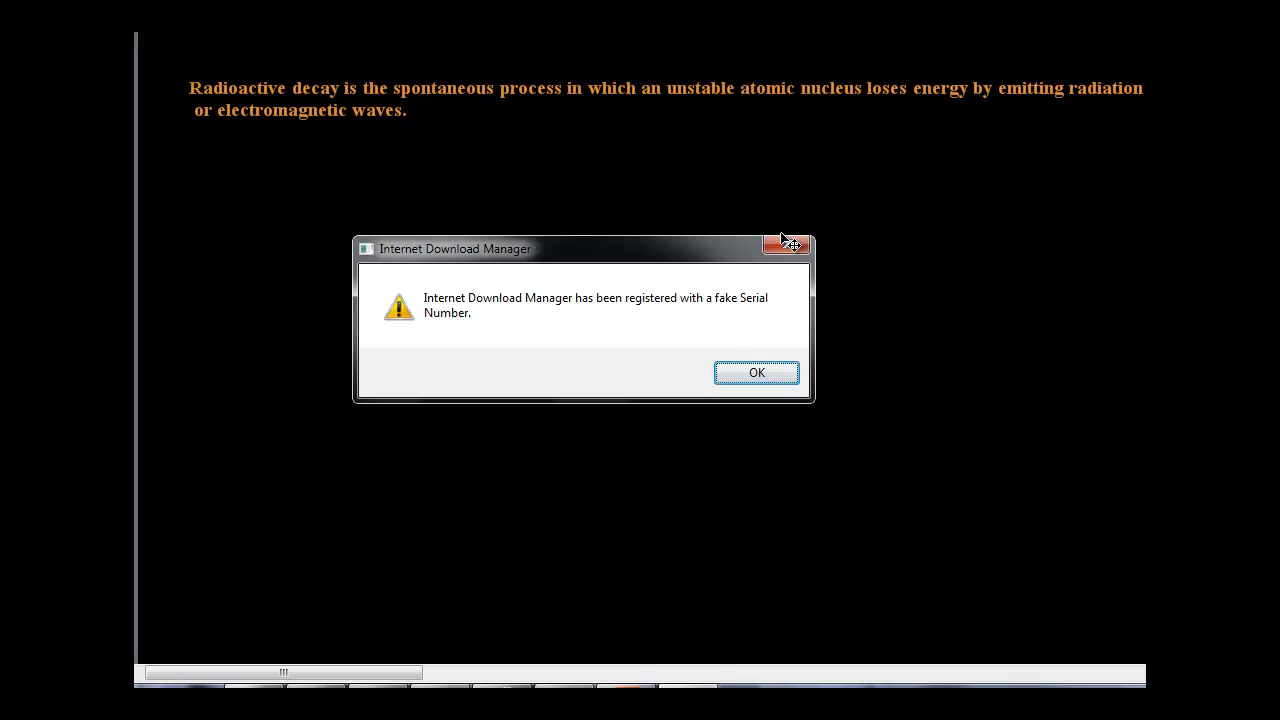 Radioactive decay is the spontaneous process in which an unstable atomic nucleus loses energy by emitting radiation
or electromagnetic waves.
Internet Download Manager
Internet Download Manager has been registered with a fake Serial
Number.
OK